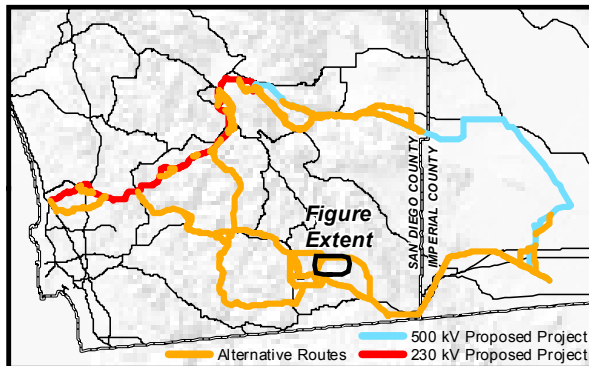 SAN DIEGO COUNTY
IMPERIAL COUNTY
Figure
Extent
500 kV Proposed Project
Alternative Routes
230 kV Proposed Project